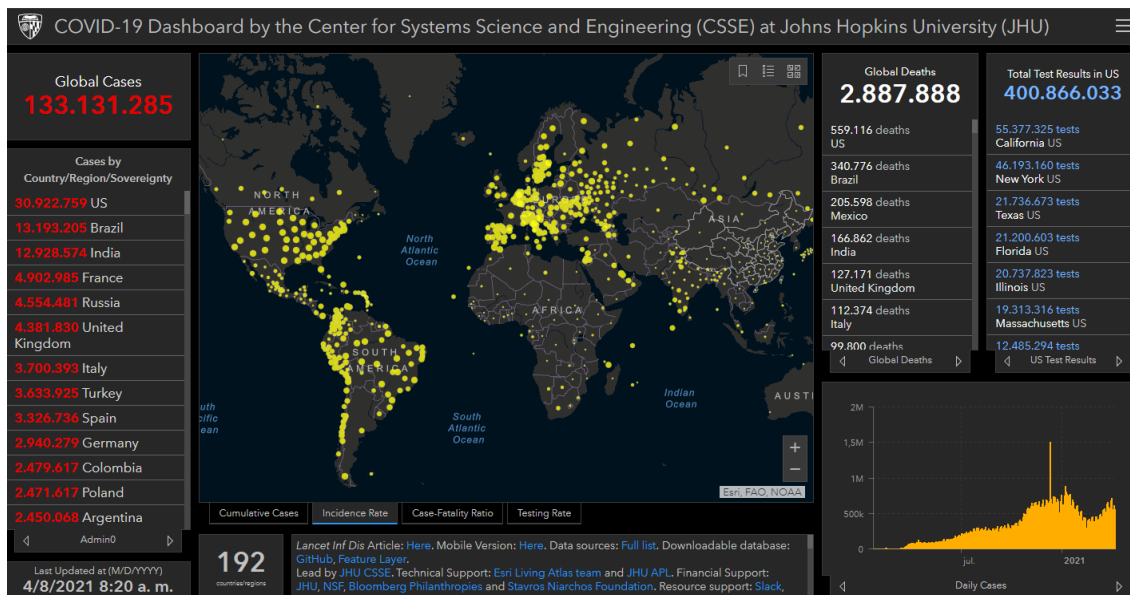 COVID-19 Dashboard by the Center for Systems Science and Engineering (CSSE) at Johns Hopkins University (JHU)
Global Cases
133.131.285
Cases by
Country/Region/Sovereignty
30.922.759 US
13.193.205 Brazil
12.928.574 India
4.902.985 France
4.554.481 Russia
4.381.830 United
Kingdom
3.700.393 Italy
3.633.925 Turkey
3.326.736 Spain
2.940.279 Germany
2.479.617 Colombia
2.471.617 Poland
2.450.068 Argentina
Admin0
Last Updated at (M/D/YYYY)
4/8/2021 8:20 a. m.
NORTH
AMERICA
North
Atlantic
Ocean
EUROPE
ASIA
AFRICA
SOUTH
AMERICA
South
Atlantic
Ocean
Indian
Ocean
AUST
uth
cific
ean
+
−
Esri, FAO, NOAA
Cumulative Cases
Incidence Rate
Case-Fatality Ratio
Testing Rate
192
countries/regions
Lancet Inf Dis Article: Here. Mobile Version: Here. Data sources: Full list. Downloadable database:
GitHub, Feature Layer.
Lead by JHU CSSE. Technical Support: Esri Living Atlas team and JHU APL. Financial Support:
JHU, NSF, Bloomberg Philanthropies and Stavros Niarchos Foundation. Resource support: Slack,
Global Deaths
2.887.888
559.116 deaths
US
340.776 deaths
Brazil
205.598 deaths
Mexico
166.862 deaths
India
127.171 deaths
United Kingdom
112.374 deaths
Italy
99.800 deaths
Global Deaths
Total Test Results in US
400.866.033
55.377.325 tests
California US
46.193.160 tests
New York US
21.736.673 tests
Texas US
21.200.603 tests
Florida US
20.737.823 tests
Illinois US
19.313.316 tests
Massachusetts US
12.485.294 tests
US Test Results
2M
1,5M
1M
500k
0
jul.
2021
Daily Cases